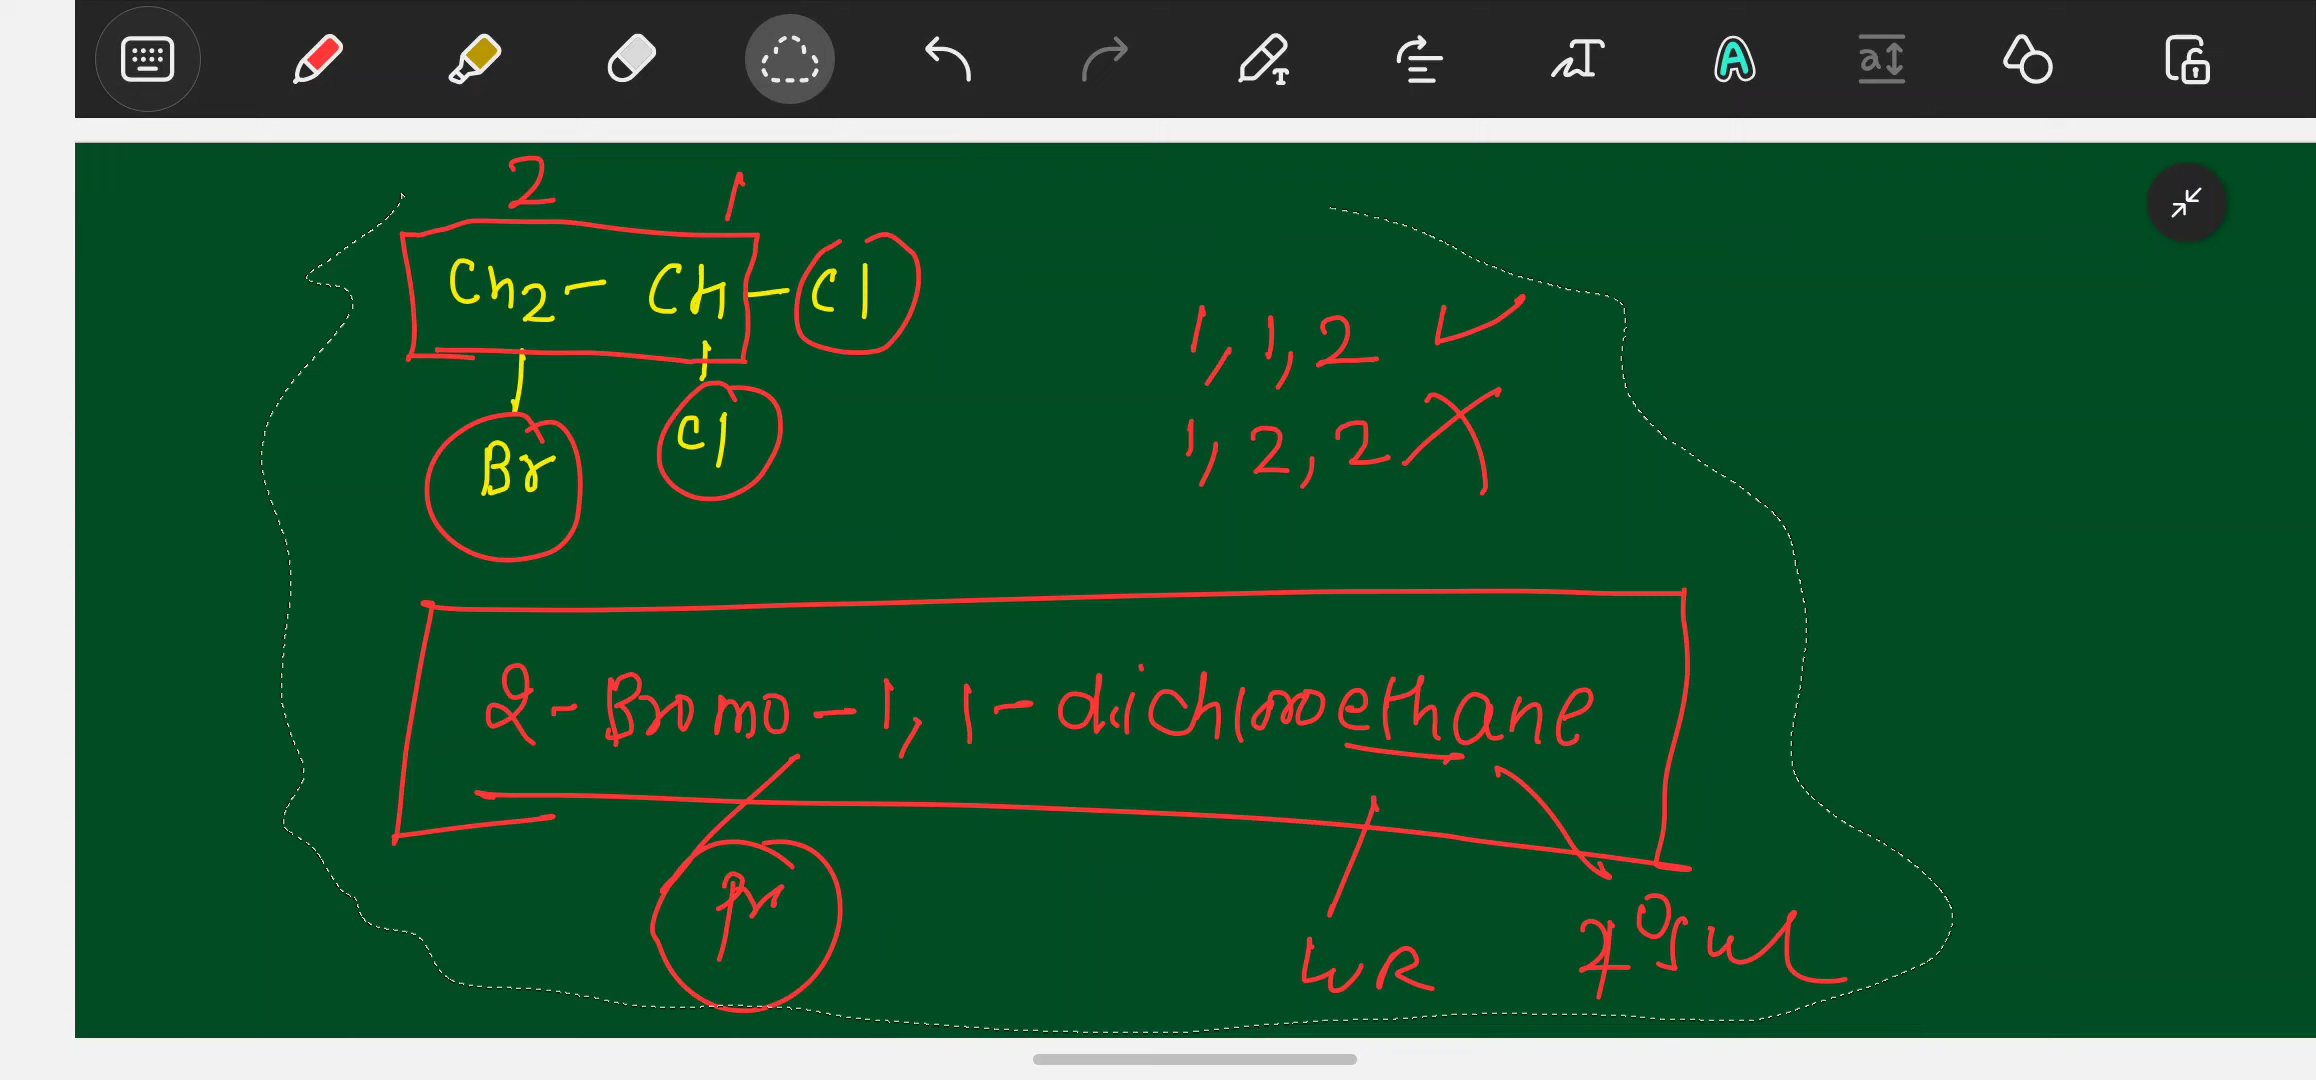 2 1
Ch2 - CH - Cl
Br Cl
1, 1, 2
1, 2, 2
2 - Bromo - 1, 1 - dichloroethane
Pr
WR